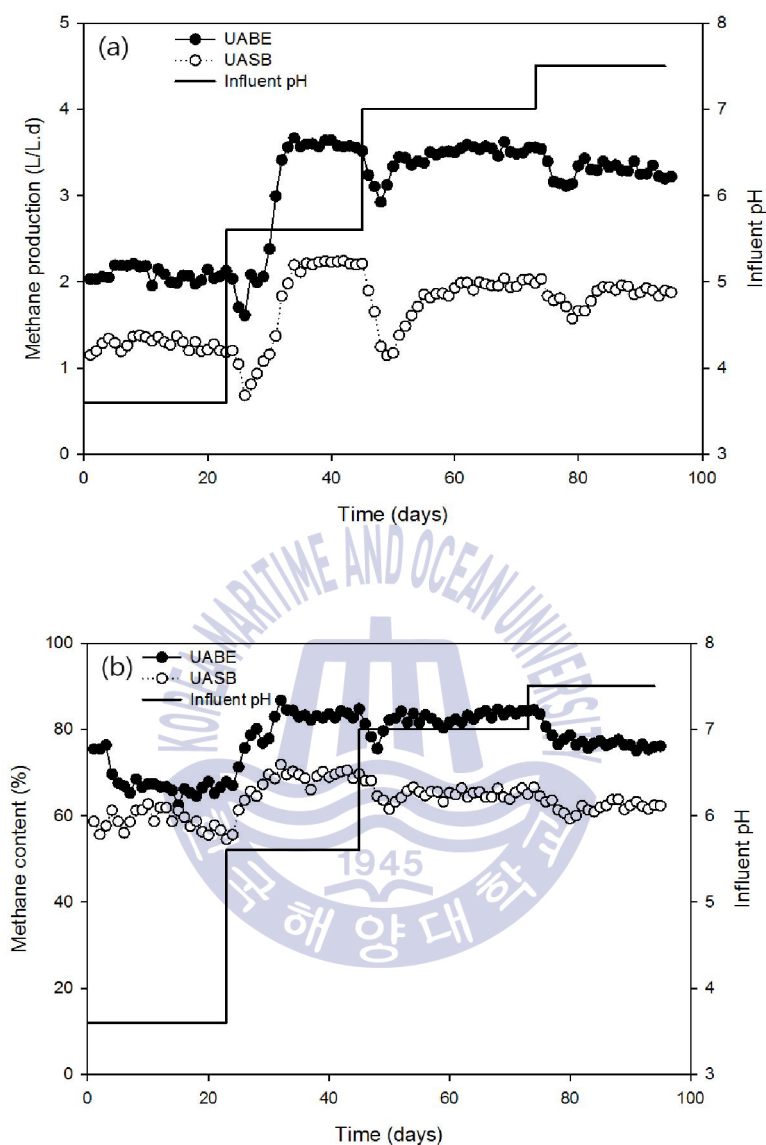 (a)
UABE
UASB
Influent pH
Methane production (L/L.d)
5
4
3
2
1
0
Influent pH
8
7
6
5
4
3
0 20 40 60 80 100
Time (days)
KOREA MARITIME AND OCEAN UNIVERSITY
1945
한국해양대학교
(b)
UABE
UASB
Influent pH
Methane content (%)
100
80
60
40
20
0
Influent pH
8
7
6
5
4
3
0 20 40 60 80 100
Time (days)